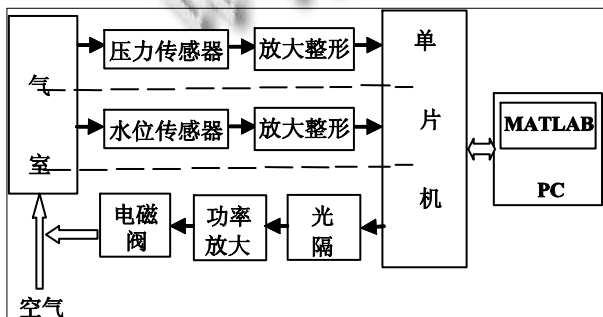 压力传感器
放大整形
单片机
气室
水位传感器
放大整形
MATLAB
PC
电磁阀
功率放大
光隔
空气